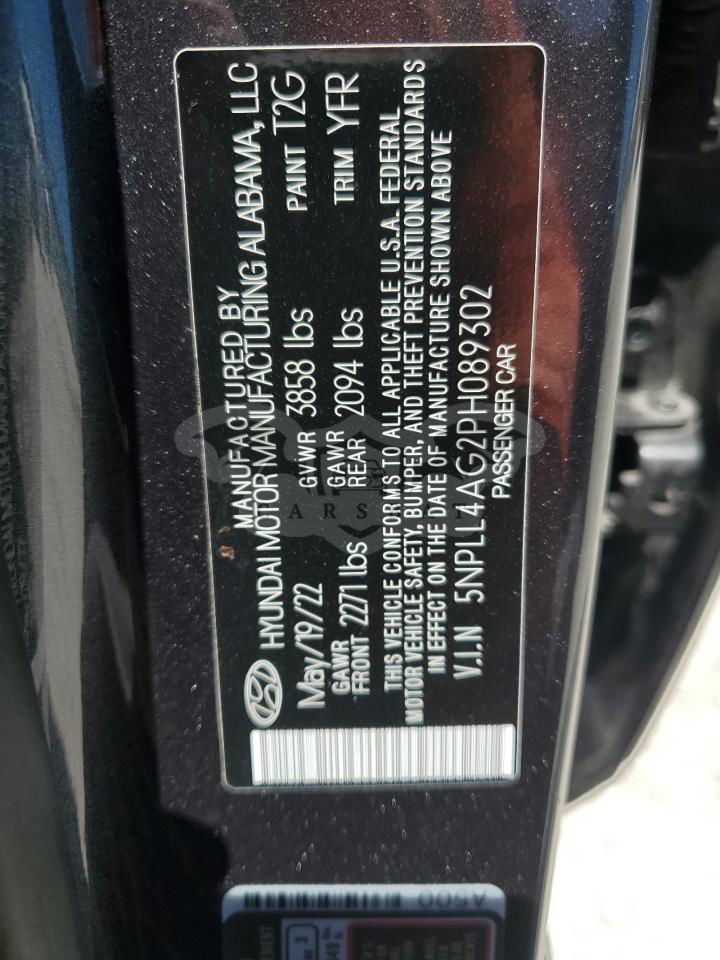 MANUFACTURED BY
HYUNDAI MOTOR MANUFACTURING ALABAMA, LLC
May/19/22 GVWR 3858 lbs PAINT T2G
GAWR FRONT 2271 lbs GAWR REAR 2094 lbs TRIM YFR
THIS VEHICLE CONFORMS TO ALL APPLICABLE U.S.A. FEDERAL
MOTOR VEHICLE SAFETY, BUMPER, AND THEFT PREVENTION STANDARDS
IN EFFECT ON THE DATE OF MANUFACTURE SHOWN ABOVE
V.I.N 5NPLL4AG2PH089302
PASSENGER CAR
A500